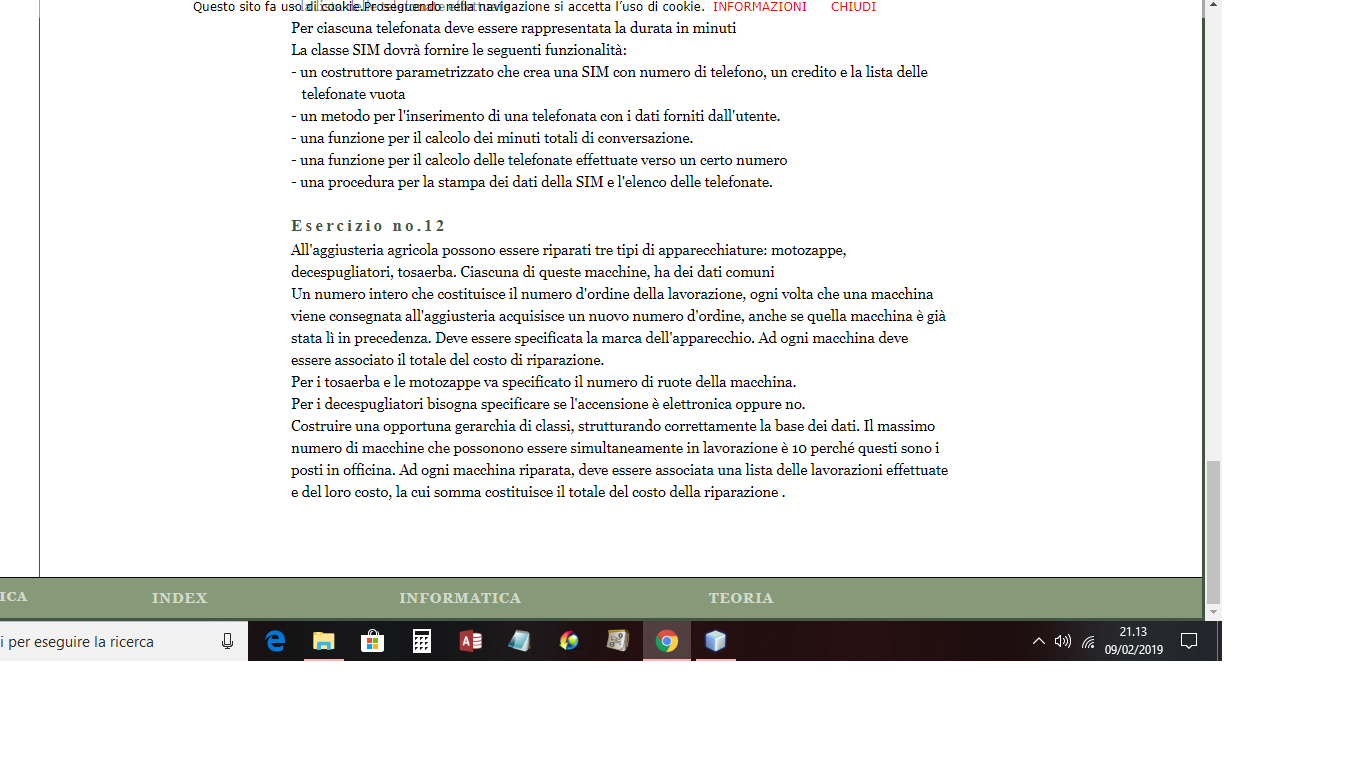 Questo sito fa uso di cookie.Proseguendo nella navigazione si accetta l'uso di cookie. INFORMAZIONI CHIUDI
Per ciascuna telefonata deve essere rappresentata la durata in minuti
La classe SIM dovrà fornire le seguenti funzionalità:
- un costruttore parametrizzato che crea una SIM con numero di telefono, un credito e la lista delle
telefonate vuota
- un metodo per l'inserimento di una telefonata con i dati forniti dall'utente.
- una funzione per il calcolo dei minuti totali di conversazione.
- una funzione per il calcolo delle telefonate effettuate verso un certo numero
- una procedura per la stampa dei dati della SIM e l'elenco delle telefonate.
Esercizio no.12
All'aggiusteria agricola possono essere riparati tre tipi di apparecchiature: motozappe,
decespugliatori, tosaerba. Ciascuna di queste macchine, ha dei dati comuni
Un numero intero che costituisce il numero d'ordine della lavorazione, ogni volta che una macchina
viene consegnata all'aggiusteria acquisisce un nuovo numero d'ordine, anche se quella macchina è già
stata lì in precedenza. Deve essere specificata la marca dell'apparecchio. Ad ogni macchina deve
essere associato il totale del costo di riparazione.
Per i tosaerba e le motozappe va specificato il numero di ruote della macchina.
Per i decespugliatori bisogna specificare se l'accensione è elettronica oppure no.
Costruire una opportuna gerarchia di classi, strutturando correttamente la base dei dati. Il massimo
numero di macchine che possonono essere simultaneamente in lavorazione è 10 perché questi sono i
posti in officina. Ad ogni macchina riparata, deve essere associata una lista delle lavorazioni effettuate
e del loro costo, la cui somma costituisce il totale del costo della riparazione .
ICA INDEX INFORMATICA TEORIA
i per eseguire la ricerca
21.13
09/02/2019